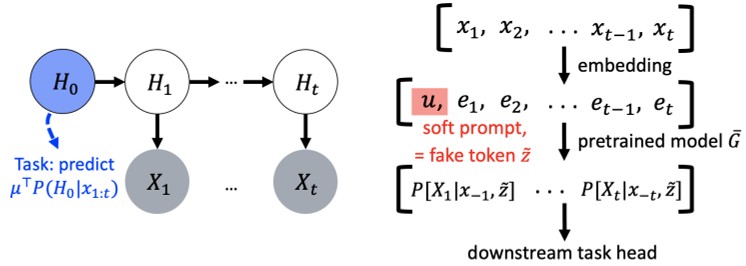 H₀ H₁ ... Hₜ
Task: predict
μ⊤P(H₀|x₁:ₜ)
X₁ ... Xₜ
[x₁, x₂, ... xₜ₋₁, xₜ]
embedding
[u, e₁, e₂, ... eₜ₋₁, eₜ]
soft prompt,
= fake token z̃
pretrained model Ḡ
[P[X₁|x₋₁,z̃] ... P[Xₜ|x₋ₜ,z̃]]
downstream task head